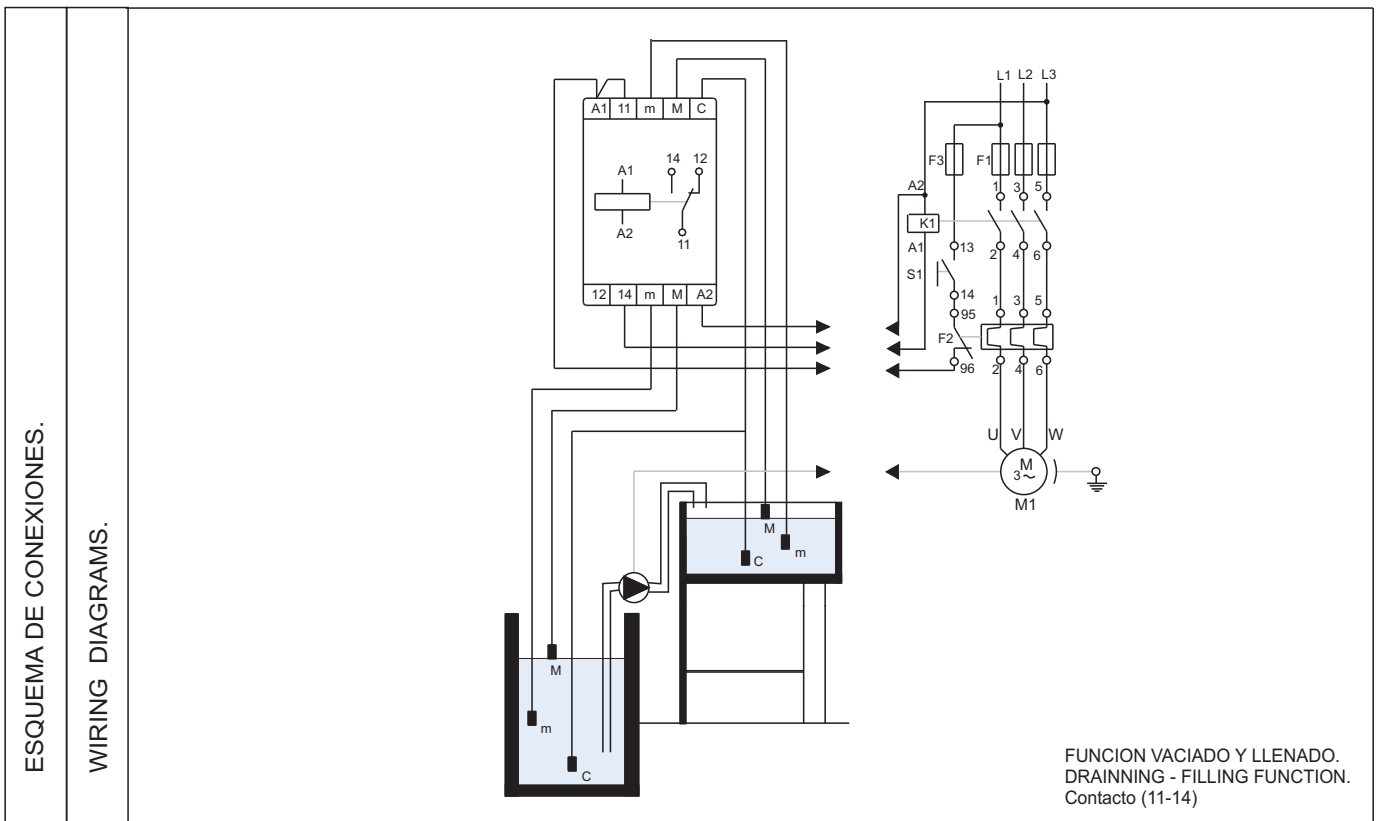 ESQUEMA DE CONEXIONES.
WIRING DIAGRAMS.
A1 11 m M C
A1
A2
14 12
11
12 14 m M A2
L1 L2 L3
F3 F1
A2
1 3 5
K1
A1
13
2 4 6
S1
14
95
1 3 5
F2
96
2 4 6
U V W
M
3~
M1
M
m
C
M
m
C
FUNCION VACIADO Y LLENADO.
DRAINNING - FILLING FUNCTION.
Contacto (11-14)